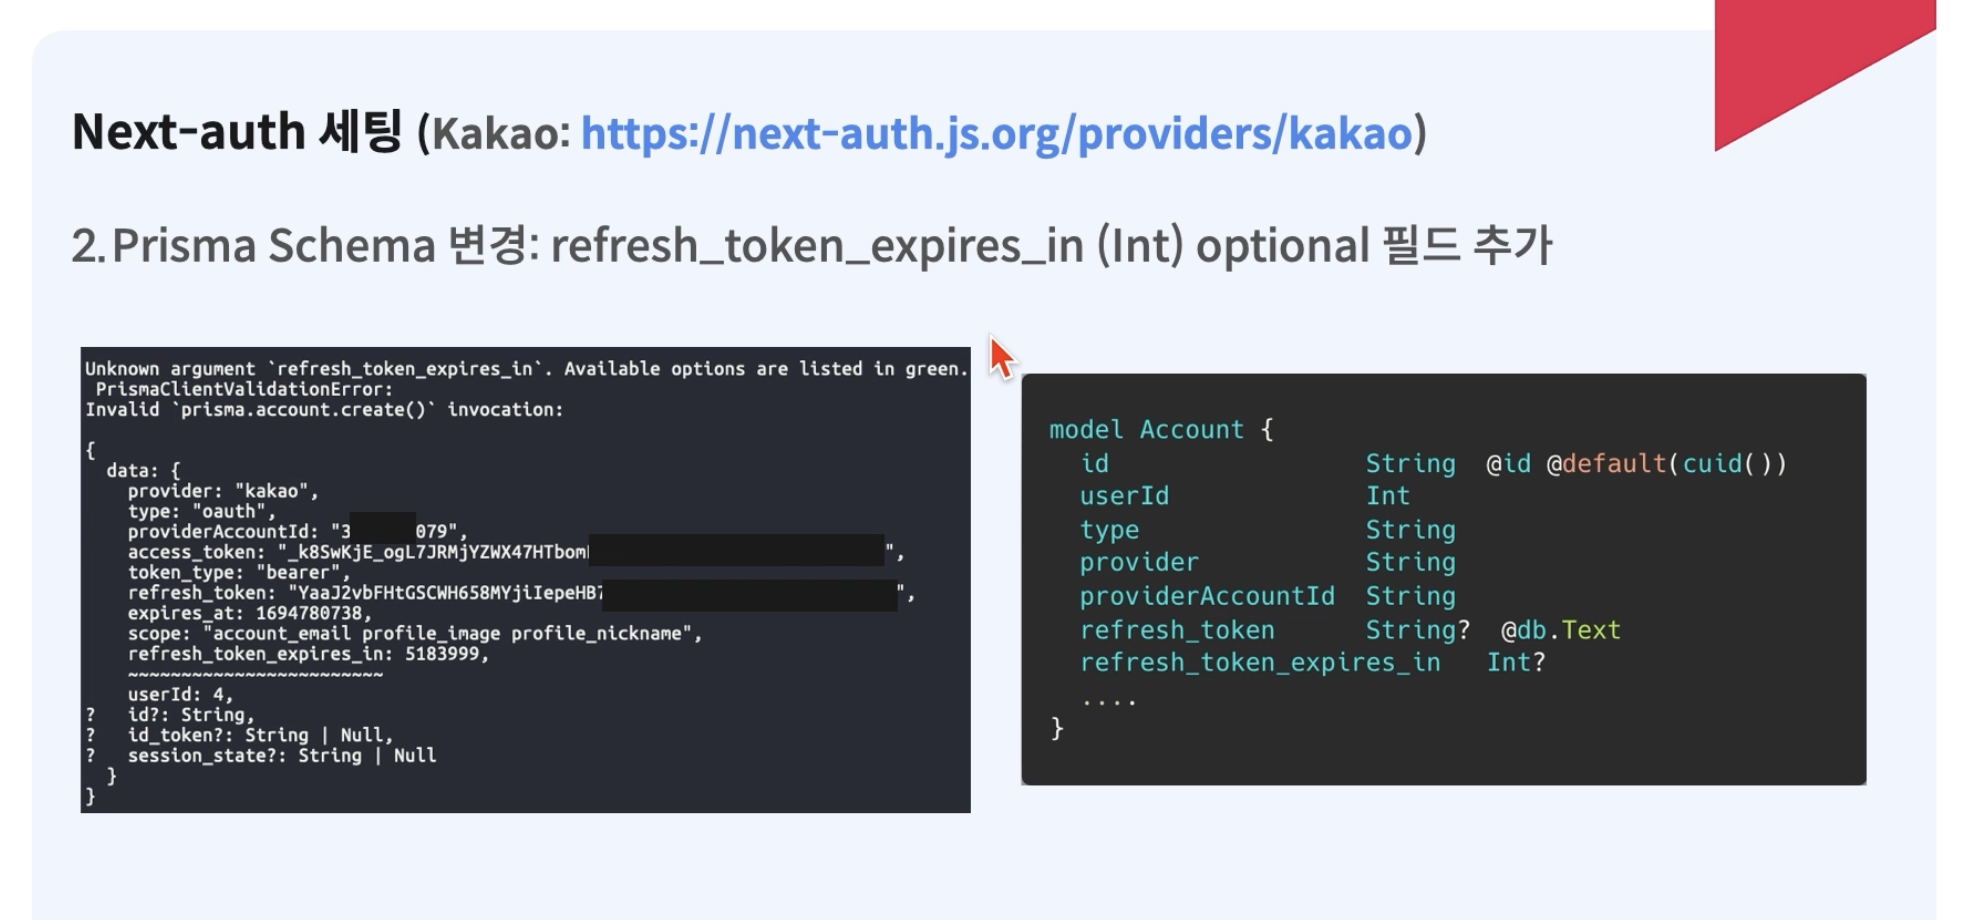 Next-auth 세팅 (Kakao: https://next-auth.js.org/providers/kakao)
2. Prisma Schema 변경: refresh_token_expires_in (Int) optional 필드 추가
Unknown argument `refresh_token_expires_in`. Available options are listed in green.
PrismaClientValidationError:
Invalid `prisma.account.create()` invocation:
{
data: {
provider: "kakao",
type: "oauth",
providerAccountId: "3 079",
access_token: "_k8SwKjE_ogL7JRMjYZWX47HTbom ",
token_type: "bearer",
refresh_token: "YaaJ2vbFHtGSCWH658MYjiIepeHB7 ",
expires_at: 1694780738,
scope: "account_email profile_image profile_nickname",
refresh_token_expires_in: 5183999,
~~~~~~~~~~~~~~~~~~~~~~~~
userId: 4,
? id?: String,
? id_token?: String | Null,
? session_state?: String | Null
}
}
model Account {
id String @id @default(cuid())
userId Int
type String
provider String
providerAccountId String
refresh_token String? @db.Text
refresh_token_expires_in Int?
....
}